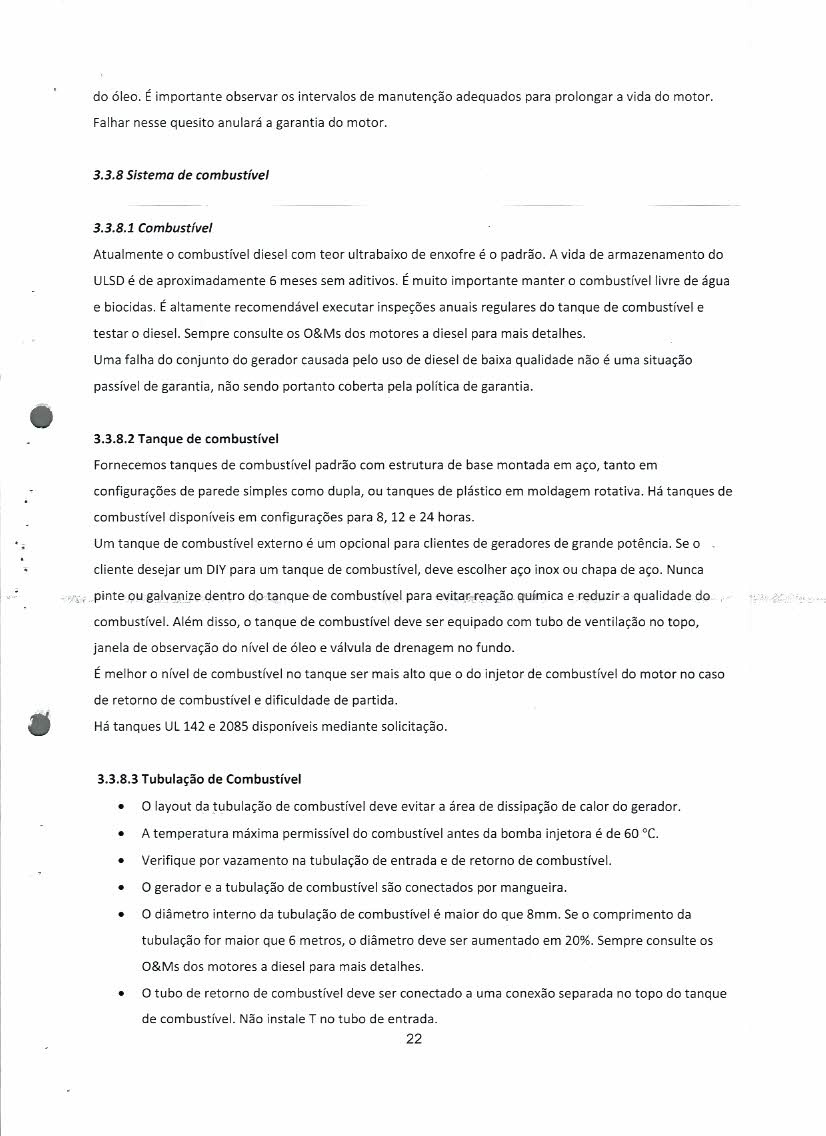 do óleo. É importante observar os intervalos de manutenção adequados para prolongar a vida do motor.
Falhar nesse quesito anulará a garantia do motor.
3.3.8 Sistema de combustível
3.3.8.1 Combustível
Atualmente o combustível diesel com teor ultrabaixo de enxofre é o padrão. A vida de armazenamento do
ULSD é de aproximadamente 6 meses sem aditivos. É muito importante manter o combustível livre de água
e biocidas. É altamente recomendável executar inspeções anuais regulares do tanque de combustível e
testar o diesel. Sempre consulte os O&Ms dos motores a diesel para mais detalhes.
Uma falha do conjunto do gerador causada pelo uso de diesel de baixa qualidade não é uma situação
passível de garantia, não sendo portanto coberta pela política de garantia.
3.3.8.2 Tanque de combustível
Fornecemos tanques de combustível padrão com estrutura de base montada em aço, tanto em
configurações de parede simples como dupla, ou tanques de plástico em moldagem rotativa. Há tanques de
combustível disponíveis em configurações para 8, 12 e 24 horas.
Um tanque de combustível externo é um opcional para clientes de geradores de grande potência. Se o
cliente desejar um DIY para um tanque de combustível, deve escolher aço inox ou chapa de aço. Nunca
pinte ou galvanize dentro do tanque de combustível para evitar reação química e reduzir a qualidade do
combustível. Além disso, o tanque de combustível deve ser equipado com tubo de ventilação no topo,
janela de observação do nível de óleo e válvula de drenagem no fundo.
É melhor o nível de combustível no tanque ser mais alto que o do injetor de combustível do motor no caso
de retorno de combustível e dificuldade de partida.
Há tanques UL 142 e 2085 disponíveis mediante solicitação.
3.3.8.3 Tubulação de Combustível
• O layout da tubulação de combustível deve evitar a área de dissipação de calor do gerador.
• A temperatura máxima permissível do combustível antes da bomba injetora é de 60 °C.
• Verifique por vazamento na tubulação de entrada e de retorno de combustível.
• O gerador e a tubulação de combustível são conectados por mangueira.
• O diâmetro interno da tubulação de combustível é maior do que 8mm. Se o comprimento da
tubulação for maior que 6 metros, o diâmetro deve ser aumentado em 20%. Sempre consulte os
O&Ms dos motores a diesel para mais detalhes.
• O tubo de retorno de combustível deve ser conectado a uma conexão separada no topo do tanque
de combustível. Não instale T no tubo de entrada.
22